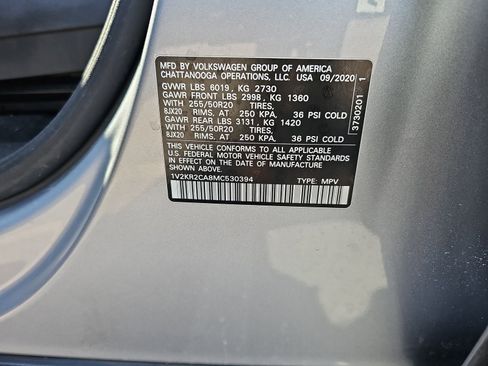 MFD BY VOLKSWAGEN GROUP OF AMERICA
CHATTANOOGA OPERATIONS, LLC. USA 09/2020
GVWR LBS 6019, KG 2730
GAWR FRONT LBS 2998, KG 1360
WITH 255/50R20 TIRES,
8JX20 RIMS, AT 250 KPA, 36 PSI COLD
GAWR REAR LBS 3131, KG 1420
WITH 255/50R20 TIRES,
8JX20 RIMS, AT 250 KPA, 36 PSI COLD
THIS VEHICLE CONFORMS TO ALL APPLICABLE
U.S. FEDERAL MOTOR VEHICLE SAFETY STANDARDS
IN EFFECT ON THE DATE OF MANUFACTURE
SHOWN ABOVE.
1V2KR2CA8MC530394 TYPE: MPV
3730201 1